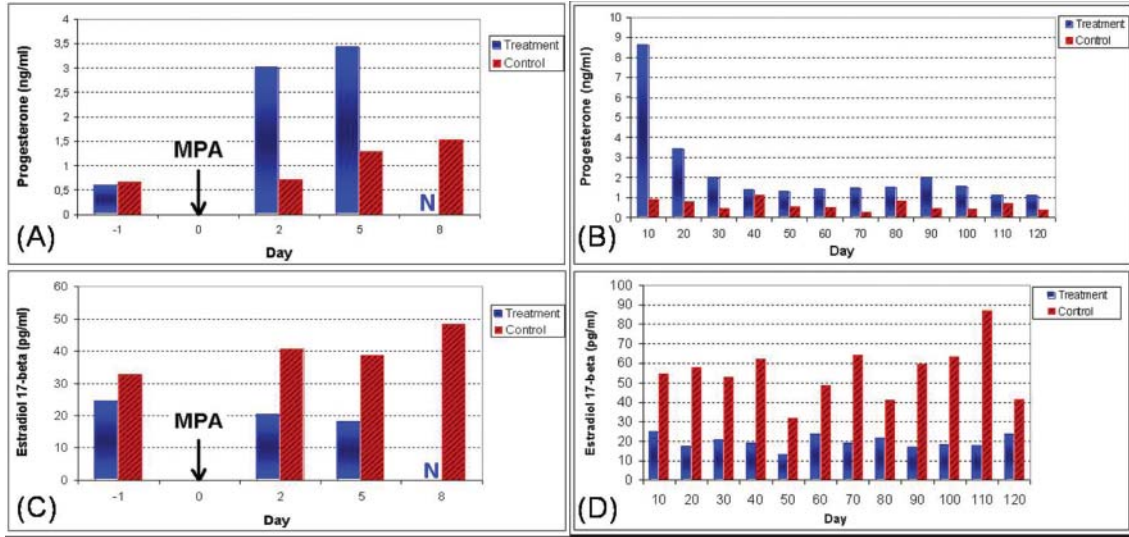 4
3,5
3
2,5
2
1,5
1
0,5
0
Progesterone (ng/ml)
MPA
N
-1 0 2 5 8
Day
Treatment
Control
(A)
10
9
8
7
6
5
4
3
2
1
0
Progesterone (ng/ml)
10 20 30 40 50 60 70 80 90 100 110 120
Day
Treatment
Control
(B)
60
50
40
30
20
10
0
Estradiol 17-beta (pg/ml)
MPA
N
-1 0 2 5 8
Day
Treatment
Control
(C)
100
90
80
70
60
50
40
30
20
10
0
Estradiol 17-beta (pg/ml)
10 20 30 40 50 60 70 80 90 100 110 120
Day
Treatment
Control
(D)